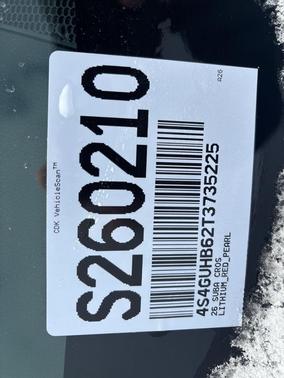 CDK VehicleScan™
S260210
4S4GUHB62T3735225
26 SUBA CROS
LITHIUM_RED_PEARL
A26